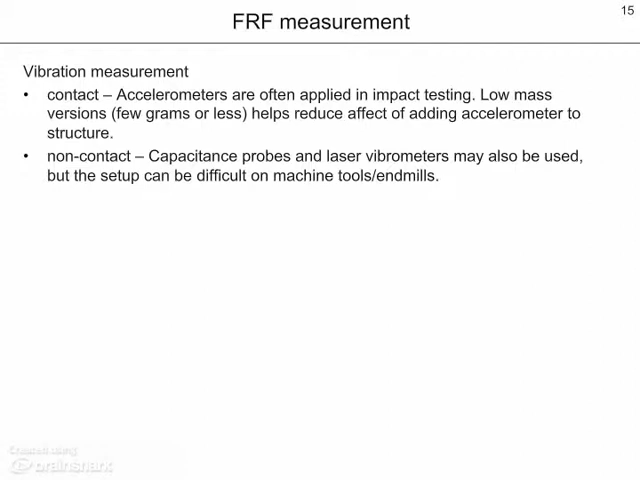 15
FRF measurement
Vibration measurement
• contact – Accelerometers are often applied in impact testing. Low mass
versions (few grams or less) helps reduce affect of adding accelerometer to
structure.
• non-contact – Capacitance probes and laser vibrometers may also be used,
but the setup can be difficult on machine tools/endmills.
Created using
brainshark